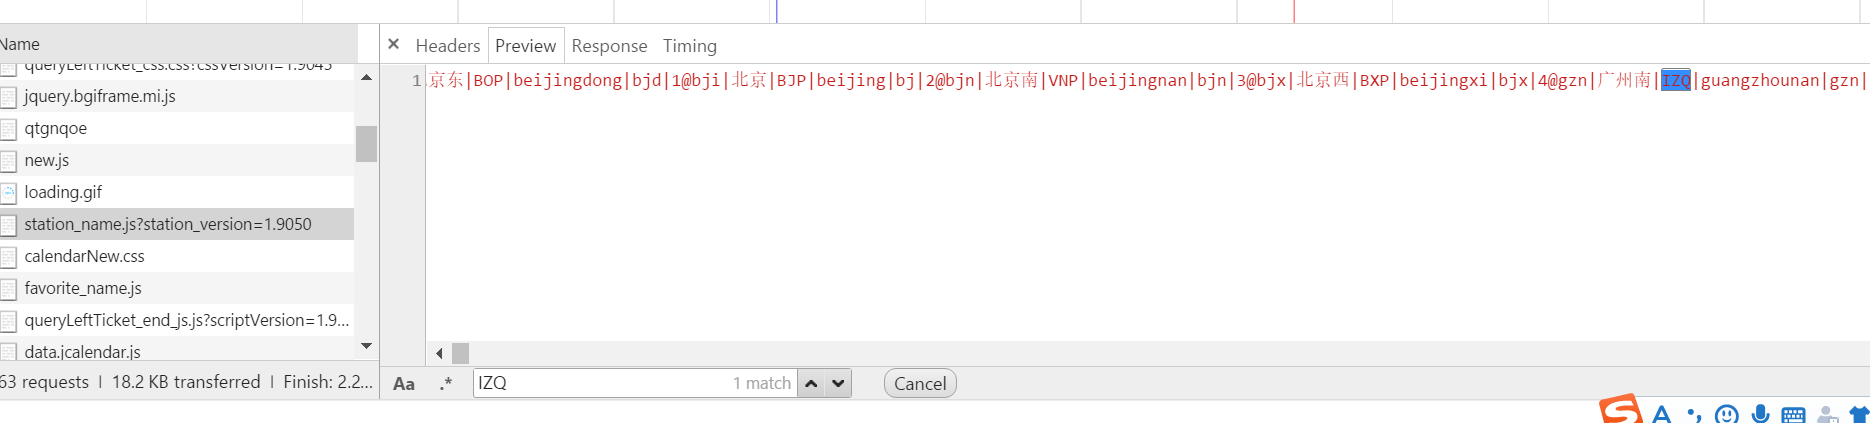 Name
queryLeftTicket_css.css?cssVersion=1.9045
jquery.bgiframe.mi.js
qtgnqoe
new.js
loading.gif
station_name.js?station_version=1.9050
calendarNew.css
favorite_name.js
queryLeftTicket_end_js.js?scriptVersion=1.9...
data.jcalendar.js
63 requests | 18.2 KB transferred | Finish: 2.2...
× Headers Preview Response Timing
1 京东|BOP|beijingdong|bjd|1@bji|北京|BJP|beijing|bj|2@bjn|北京南|VNP|beijingnan|bjn|3@bjx|北京西|BXP|beijingxi|bjx|4@gzn|广州南|IZQ|guangzhounan|gzn|
Aa .* IZQ 1 match Cancel
S A